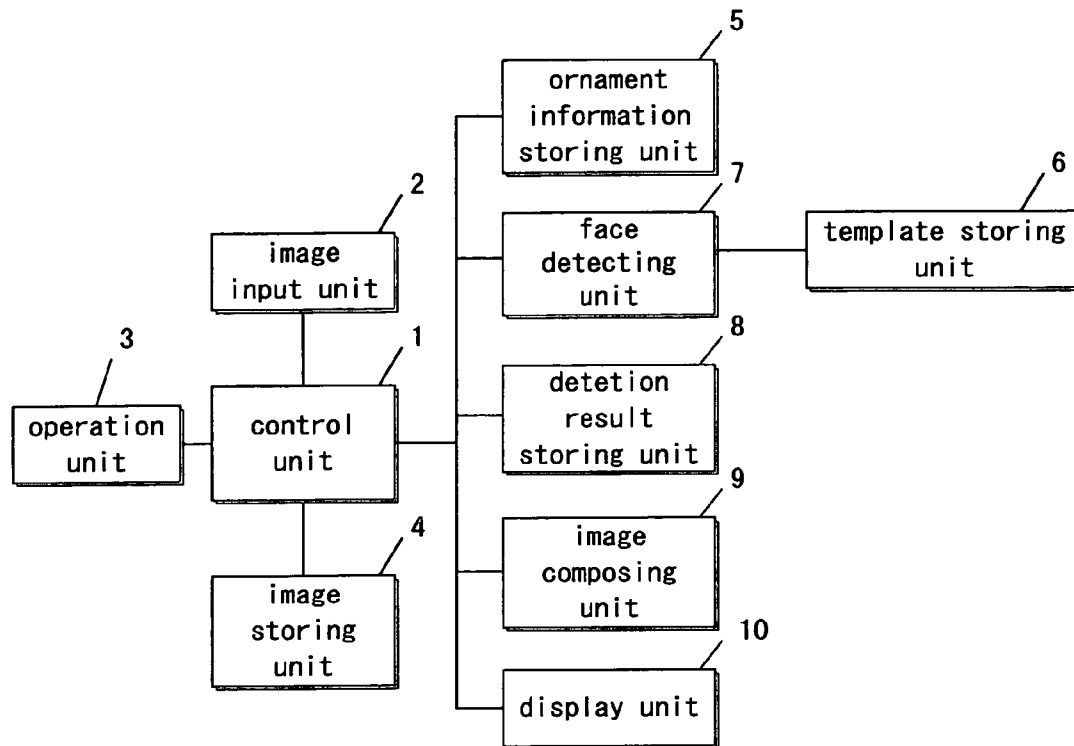 5
ornament
information
storing unit
2
image
input unit
7
face
detecting
unit
6
template storing
unit
3
operation
unit
1
control
unit
8
detetion
result
storing unit
4
image
storing
unit
9
image
composing
unit
10
display unit